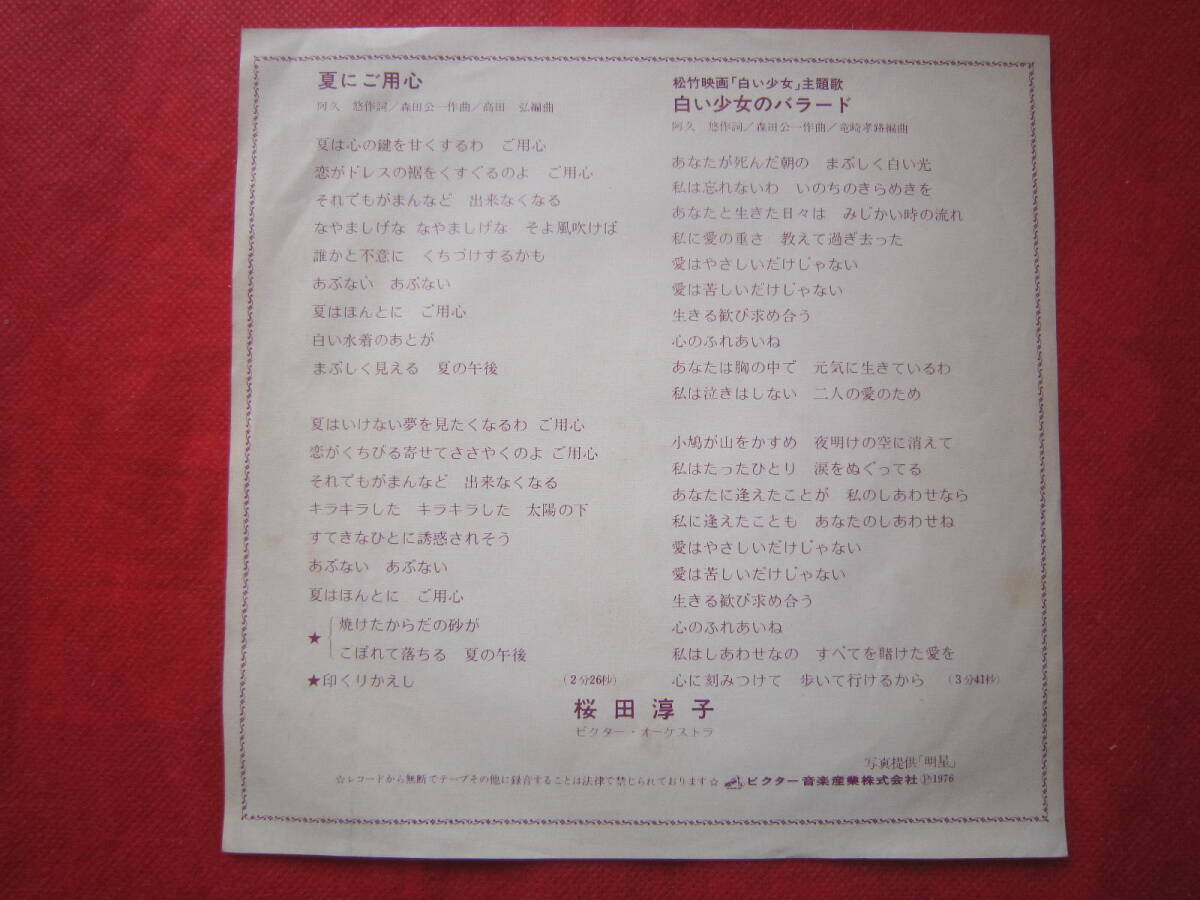 夏にご用心
阿久 悠作詞／森田公一作曲／高田 弘編曲
夏は心の鍵を甘くするわ ご用心
恋がドレスの裾をくすぐるのよ ご用心
それでもがまんなど 出来なくなる
なやましげな なやましげな そよ風吹けば
誰かと不意に くちづけするかも
あぶない あぶない
夏はほんとに ご用心
白い水着のあとが
まぶしく見える 夏の午後
夏はいけない夢を見たくなるわ ご用心
恋がくちびる寄せてささやくのよ ご用心
それでもがまんなど 出来なくなる
キラキラした キラキラした 太陽の下
すてきなひとに誘惑されそう
あぶない あぶない
夏はほんとに ご用心
★ 焼けたからだの砂が
こぼれて落ちる 夏の午後
★印くりかえし （2分26秒）
松竹映画「白い少女」主題歌
白い少女のバラード
阿久 悠作詞／森田公一作曲／竜崎孝路編曲
あなたが死んだ朝の まぶしく白い光
私は忘れないわ いのちのきらめきを
あなたと生きた日々は みじかい時の流れ
私に愛の重さ 教えて過ぎ去った
愛はやさしいだけじゃない
愛は苦しいだけじゃない
生きる歓び求め合う
心のふれあいね
あなたは胸の中で 元気に生きているわ
私は泣きはしない 二人の愛のため
小鳩が山をかすめ 夜明けの空に消えて
私はたったひとり 涙をぬぐってる
あなたに逢えたことが 私のしあわせなら
私に逢えたことも あなたのしあわせね
愛はやさしいだけじゃない
愛は苦しいだけじゃない
生きる歓び求め合う
心のふれあいね
私はしあわせなの すべてを賭けた愛を
心に刻みつけて 歩いて行けるから （3分41秒）
桜田淳子
ビクター・オーケストラ
写真提供「明星」
☆レコードから無断でテープその他に録音することは法律で禁じられております☆ ビクター音楽産業株式会社 Ⓟ1976